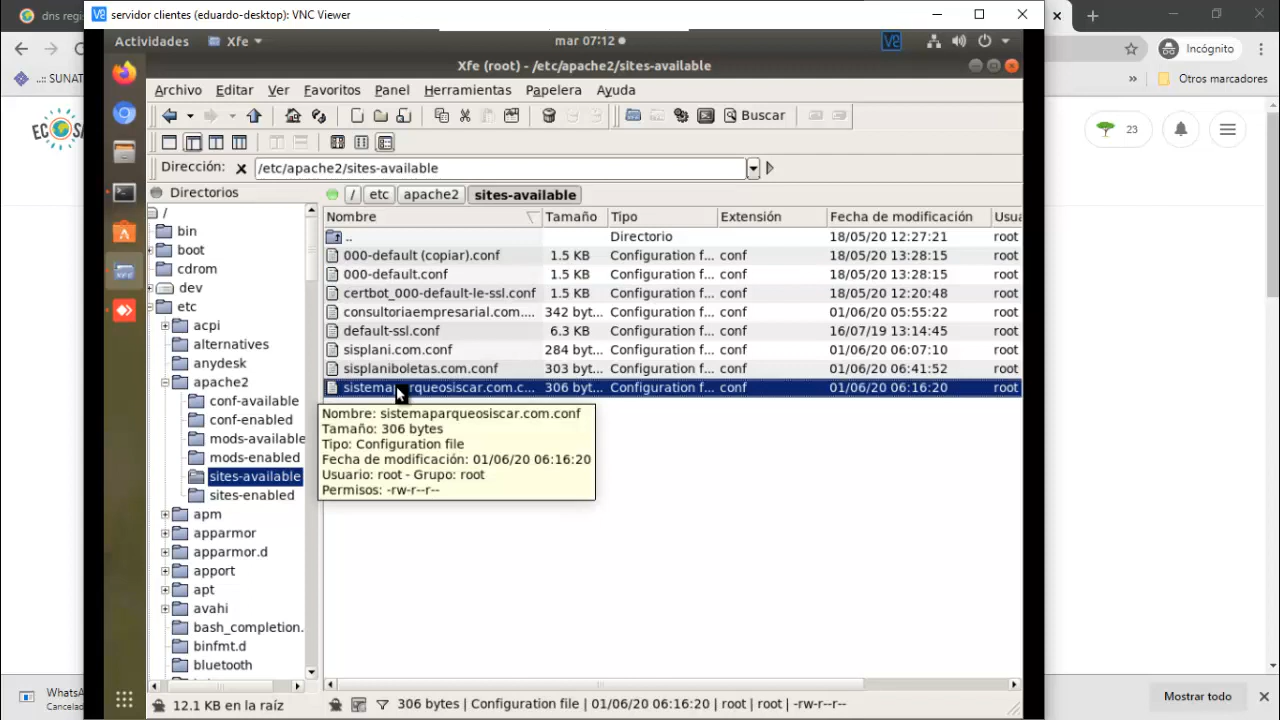 dns regi
servidor clientes (eduardo-desktop): VNC Viewer
Incógnito
..:: SUNAT
»
Otros marcadores
23
Actividades
Xfe
mar 07:12
Xfe (root) - /etc/apache2/sites-available
Archivo Editar Ver Favoritos Panel Herramientas Papelera Ayuda
Buscar
Dirección: /etc/apache2/sites-available
Directorios
/ etc apache2 sites-available
Nombre Tamaño Tipo Extensión Fecha de modificación Usua
/
bin
boot
cdrom
dev
etc
acpi
alternatives
anydesk
apache2
conf-available
conf-enabled
mods-available
mods-enabled
sites-available
sites-enabled
apm
apparmor
apparmor.d
apport
apt
avahi
bash_completion.
binfmt.d
bluetooth
.. Directorio 18/05/20 12:27:21 root
000-default (copiar).conf 1.5 KB Configuration f... conf 18/05/20 13:28:15 root
000-default.conf 1.5 KB Configuration f... conf 18/05/20 13:28:15 root
certbot_000-default-le-ssl.conf 1.5 KB Configuration f... conf 18/05/20 12:20:48 root
consultoriaempresarial.com.... 342 byt... Configuration f... conf 01/06/20 05:55:22 root
default-ssl.conf 6.3 KB Configuration f... conf 16/07/19 13:14:45 root
sisplani.com.conf 284 byt... Configuration f... conf 01/06/20 06:07:10 root
sisplaniboletas.com.conf 303 byt... Configuration f... conf 01/06/20 06:41:52 root
sistemaparqueosiscar.com.c... 306 byt... Configuration f... conf 01/06/20 06:16:20 root
Nombre: sistemaparqueosiscar.com.conf
Tamaño: 306 bytes
Tipo: Configuration file
Fecha de modificación: 01/06/20 06:16:20
Usuario: root - Grupo: root
Permisos: -rw-r--r--
12.1 KB en la raíz
306 bytes | Configuration file | 01/06/20 06:16:20 | root | root | -rw-r--r--
WhatsA
Cancelac
Mostrar todo